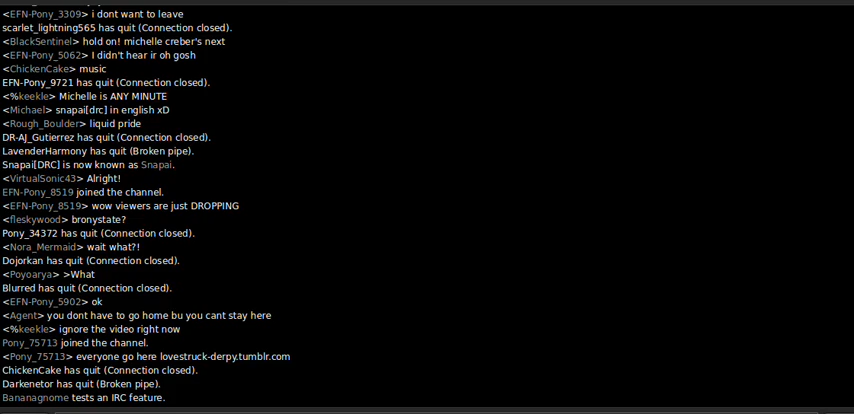 <EFN-Pony_3309> i dont want to leave
scarlet_lightning565 has quit (Connection closed).
<BlackSentinel> hold on! michelle creber's next
<EFN-Pony_5062> I didn't hear ir oh gosh
<ChickenCake> music
EFN-Pony_9721 has quit (Connection closed).
<%keekle> Michelle is ANY MINUTE
<Michael> snapai[drc] in english xD
<Rough_Boulder> liquid pride
DR-AJ_Gutierrez has quit (Connection closed).
LavenderHarmony has quit (Broken pipe).
Snapai[DRC] is now known as Snapai.
<VirtualSonic43> Alright!
EFN-Pony_8519 joined the channel.
<EFN-Pony_8519> wow viewers are just DROPPING
<fleskywood> bronystate?
Pony_34372 has quit (Connection closed).
<Nora_Mermaid> wait what?!
Dojorkan has quit (Connection closed).
<Poyoarya> >What
Blurred has quit (Connection closed).
<EFN-Pony_5902> ok
<Agent> you dont have to go home bu you cant stay here
<%keekle> ignore the video right now
Pony_75713 joined the channel.
<Pony_75713> everyone go here lovestruck-derpy.tumblr.com
ChickenCake has quit (Connection closed).
Darkenetor has quit (Broken pipe).
Bananagnome tests an IRC feature.